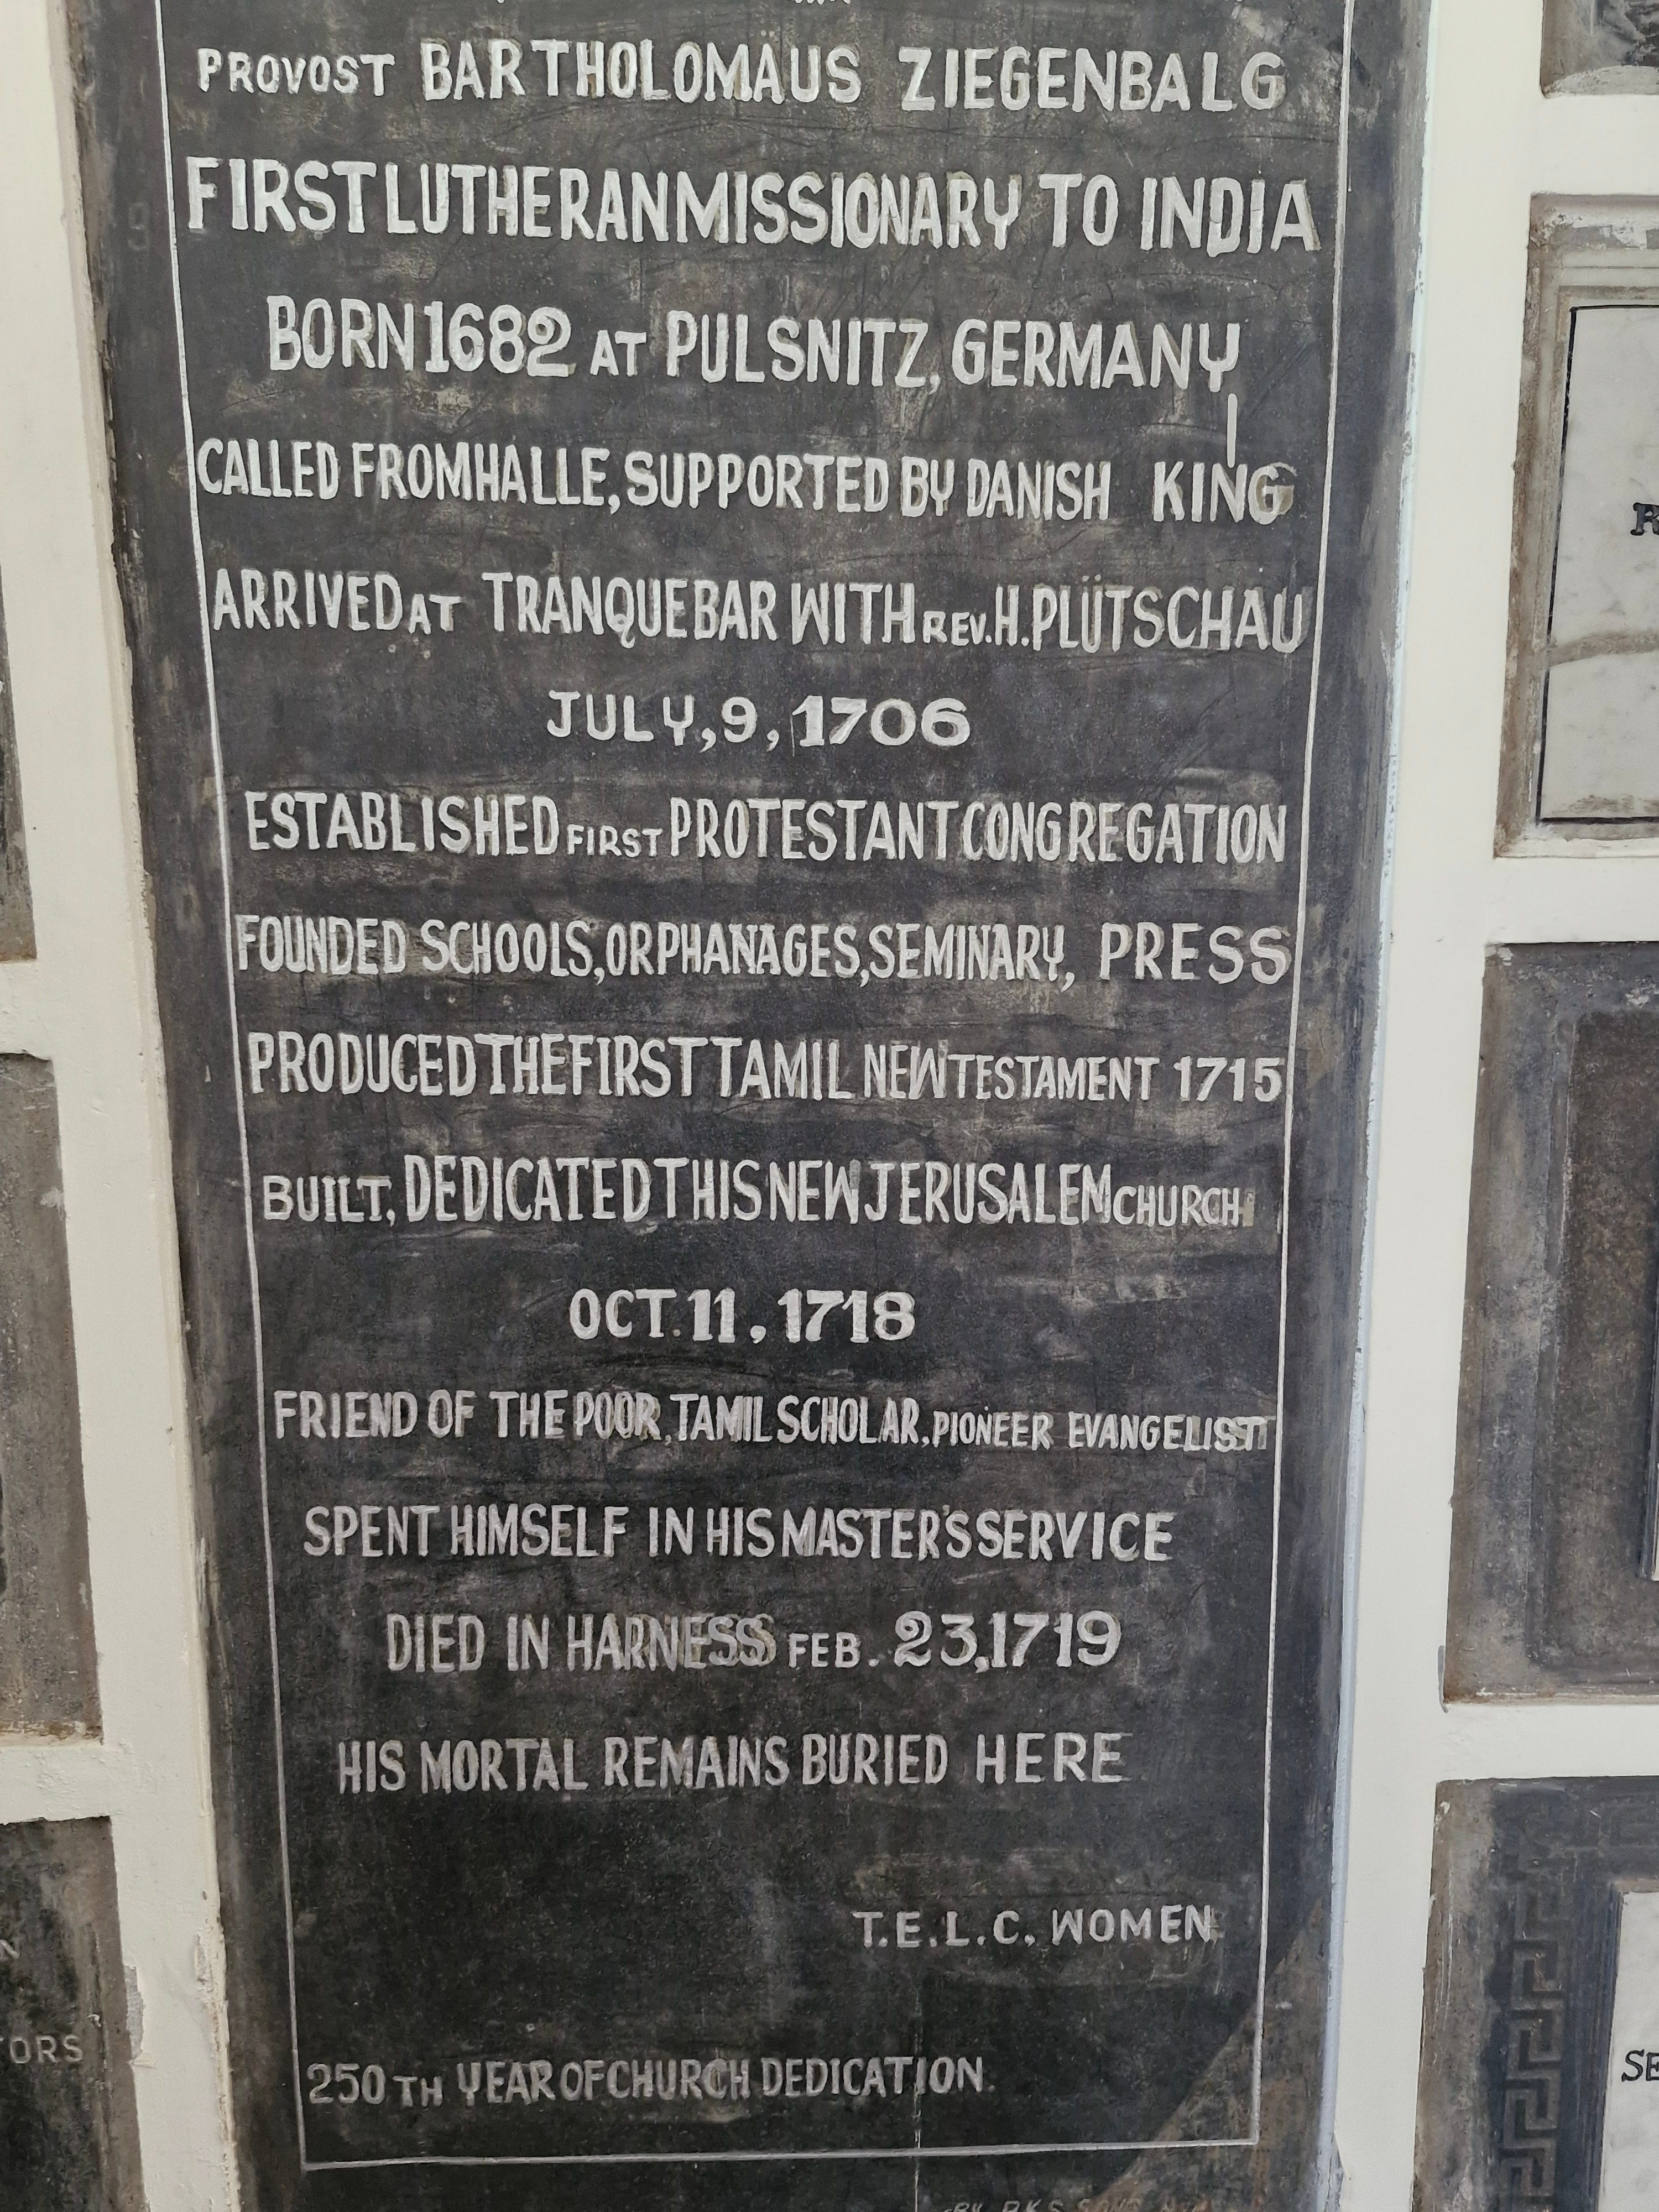 PROVOST BARTHOLOMÄUS ZIEGENBALG
FIRST LUTHERAN MISSIONARY TO INDIA
BORN 1682 AT PULSNITZ, GERMANY
CALLED FROM HALLE, SUPPORTED BY DANISH KING
ARRIVED AT TRANQUEBAR WITH REV. H. PLÜTSCHAU
JULY, 9, 1706
ESTABLISHED FIRST PROTESTANT CONGREGATION
FOUNDED SCHOOLS, ORPHANAGES, SEMINARY, PRESS
PRODUCED THE FIRST TAMIL NEW TESTAMENT 1715
BUILT, DEDICATED THIS NEW JERUSALEM CHURCH
OCT. 11, 1718
FRIEND OF THE POOR, TAMIL SCHOLAR, PIONEER EVANGELIST
SPENT HIMSELF IN HIS MASTER'S SERVICE
DIED IN HARNESS FEB. 23, 1719
HIS MORTAL REMAINS BURIED HERE
T.E.L.C. WOMEN
250TH YEAR OF CHURCH DEDICATION
ORS
SE